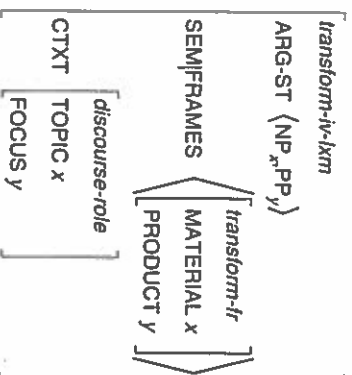 transform-iv-lxm
ARG-ST ⟨NPx, PPy⟩
transform-fr
SEM|FRAMES ⟨ MATERIAL x ⟩
PRODUCT y
discourse-role
CTXT TOPIC x
FOCUS y